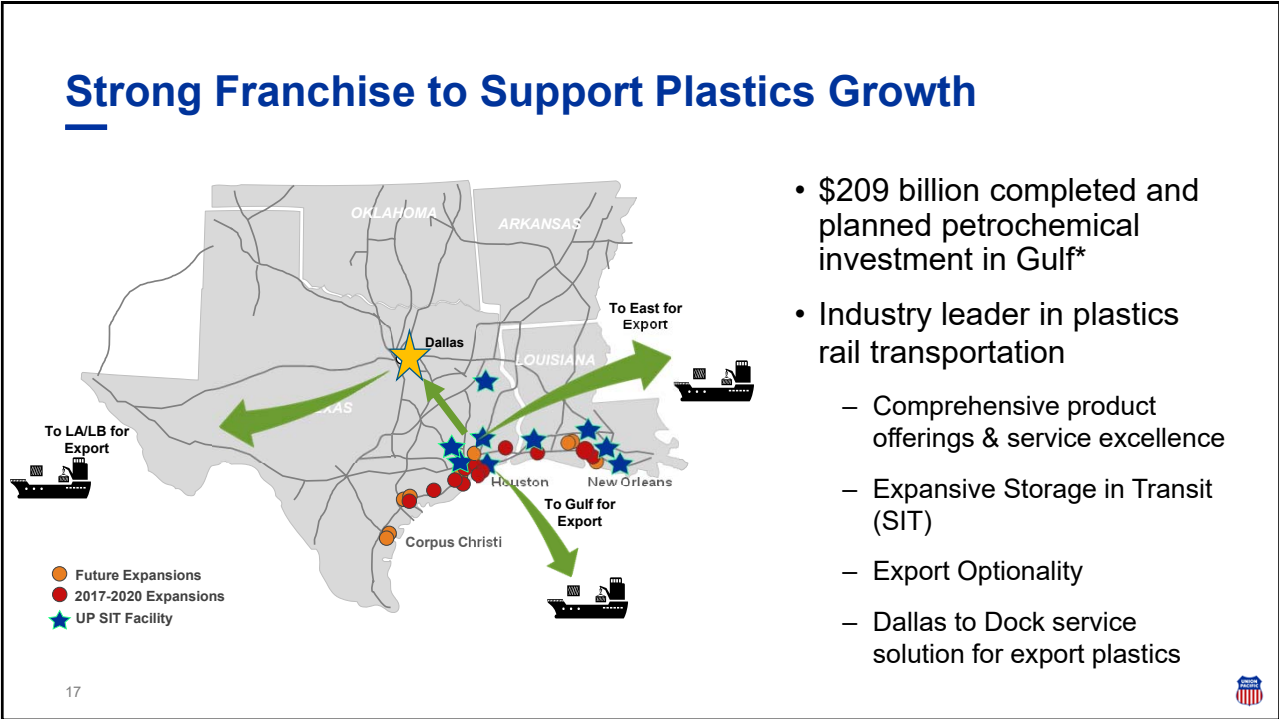 Strong Franchise to Support Plastics Growth
OKLAHOMA
ARKANSAS
To East for
Export
Dallas
LOUISIANA
To LA/LB for
Export
Houston
New Orleans
To Gulf for
Export
Corpus Christi
Future Expansions
2017-2020 Expansions
UP SIT Facility
• $209 billion completed and
planned petrochemical
investment in Gulf*
• Industry leader in plastics
rail transportation
– Comprehensive product
offerings & service excellence
– Expansive Storage in Transit
(SIT)
– Export Optionality
– Dallas to Dock service
solution for export plastics
17
UNION
PACIFIC